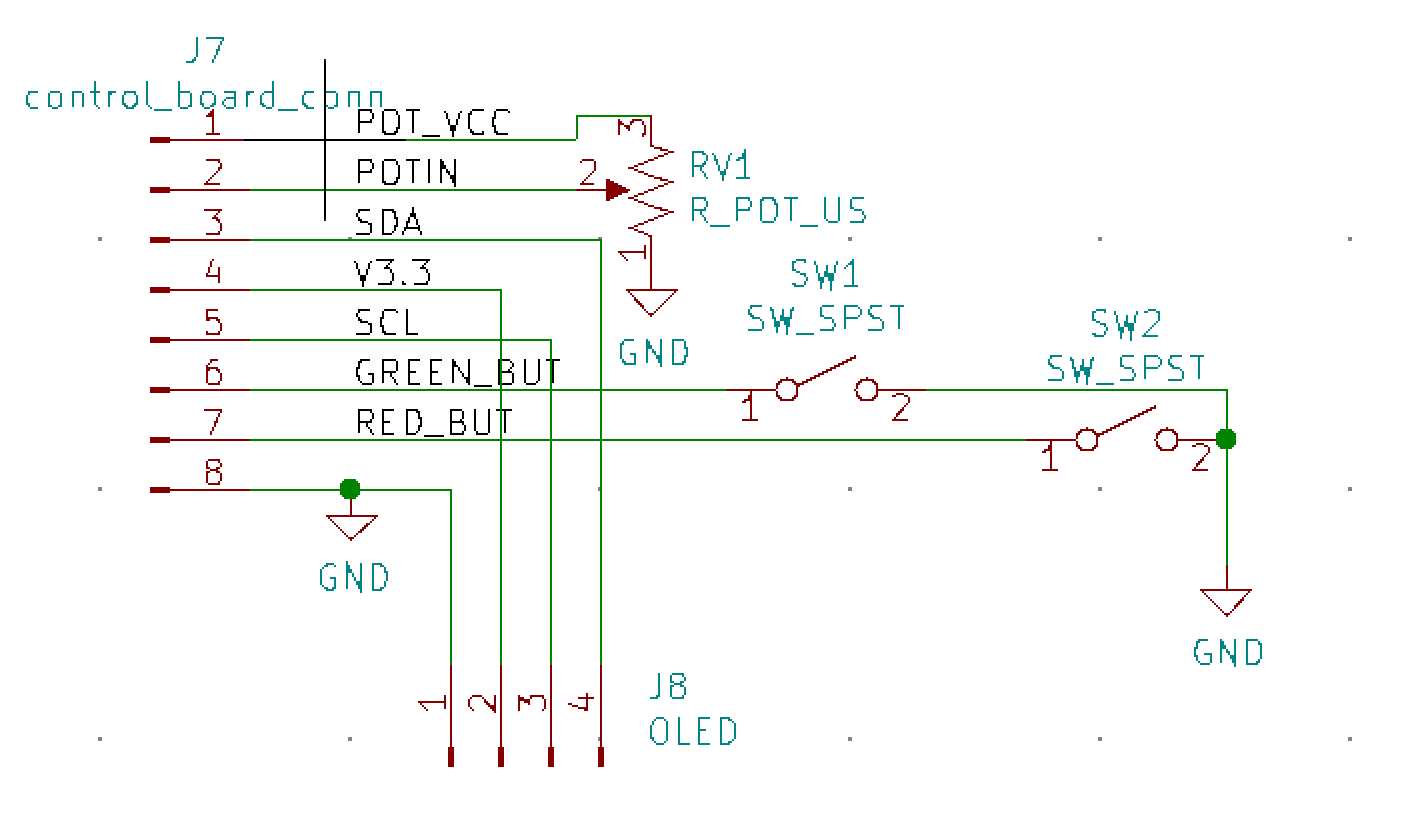 J7
control_board_conn
1 POT_VCC 3
2 POTIN 2 RV1
R_POT_US
3 SDA 1
4 V3.3 SW1
SW_SPST
5 SCL GND SW2
SW_SPST
6 GREEN_BUT 1 2
7 RED_BUT 1 2
8
GND
GND
1 2 3 4 J8
OLED